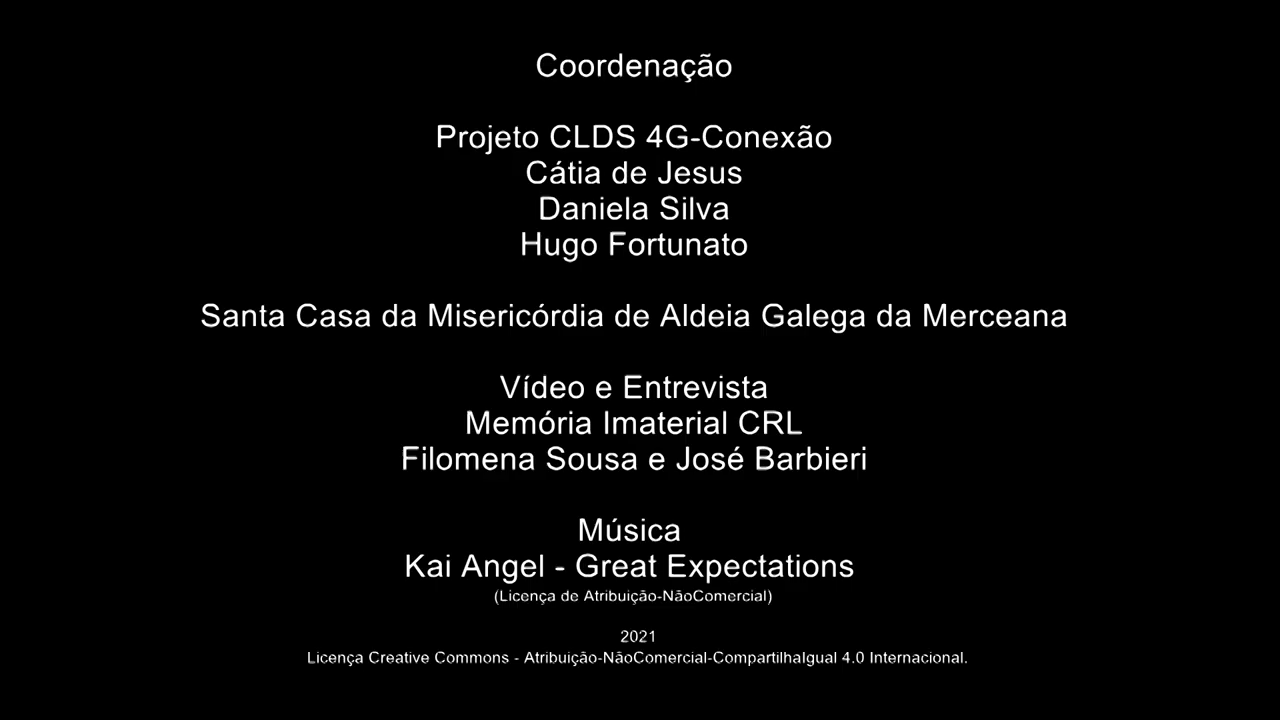 Coordenação
Projeto CLDS 4G-Conexão
Cátia de Jesus
Daniela Silva
Hugo Fortunato
Santa Casa da Misericórdia de Aldeia Galega da Merceana
Vídeo e Entrevista
Memória Imaterial CRL
Filomena Sousa e José Barbieri
Música
Kai Angel - Great Expectations
(Licença de Atribuição-NãoComercial)
2021
Licença Creative Commons - Atribuição-NãoComercial-CompartilhaIgual 4.0 Internacional.